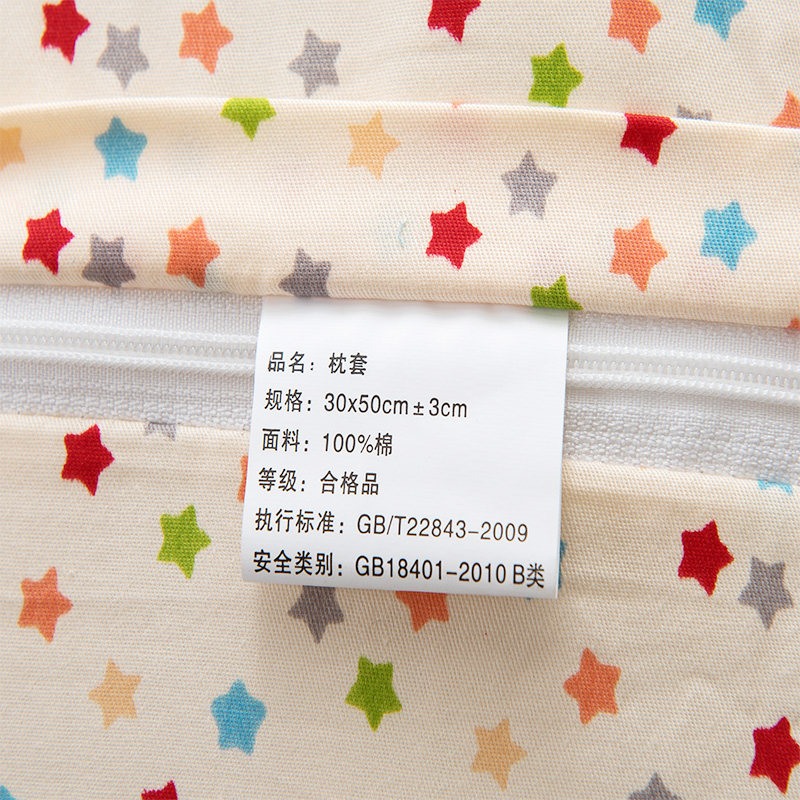 品名：枕套
规格：30x50cm±3cm
面料：100%棉
等级：合格品
执行标准：GB/T22843-2009
安全类别：GB18401-2010 B类